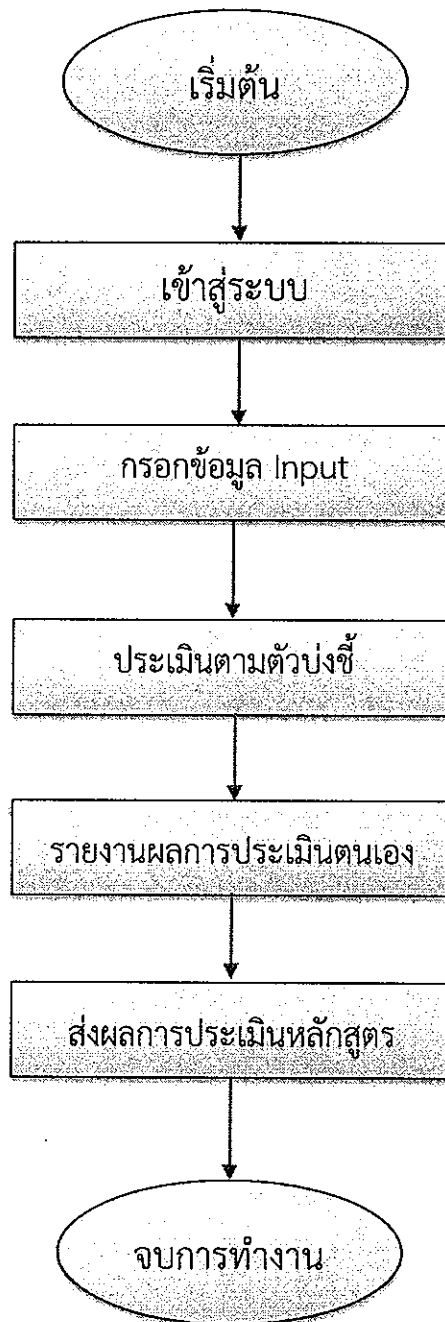 เริ่มต้น
เข้าสู่ระบบ
กรอกข้อมูล Input
ประเมินตามตัวบ่งชี้
รายงานผลการประเมินตนเอง
ส่งผลการประเมินหลักสูตร
จบการทำงาน